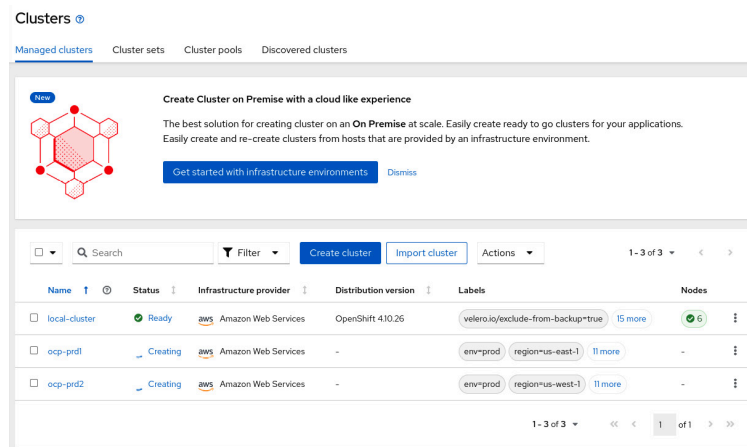 Clusters
Managed clusters Cluster sets Cluster pools Discovered clusters
New
Create Cluster on Premise with a cloud like experience
The best solution for creating cluster on an On Premise at scale. Easily create ready to go clusters for your applications.
Easily create and re-create clusters from hosts that are provided by an infrastructure environment.
Get started with infrastructure environments Dismiss
Search Filter Create cluster Import cluster Actions 1 - 3 of 3
Name Status Infrastructure provider Distribution version Labels Nodes
local-cluster Ready aws Amazon Web Services OpenShift 4.10.26 velero.io/exclude-from-backup=true 15 more 6
ocp-prd1 Creating aws Amazon Web Services - env=prod region=us-east-1 11 more -
ocp-prd2 Creating aws Amazon Web Services - env=prod region=us-west-1 11 more -
1 - 3 of 3 1 of 1